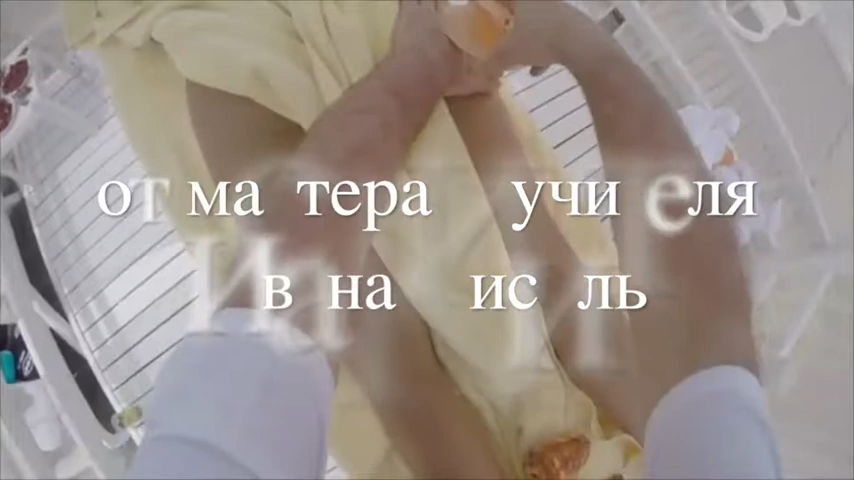 от ма тера учи еля
в на ис ль